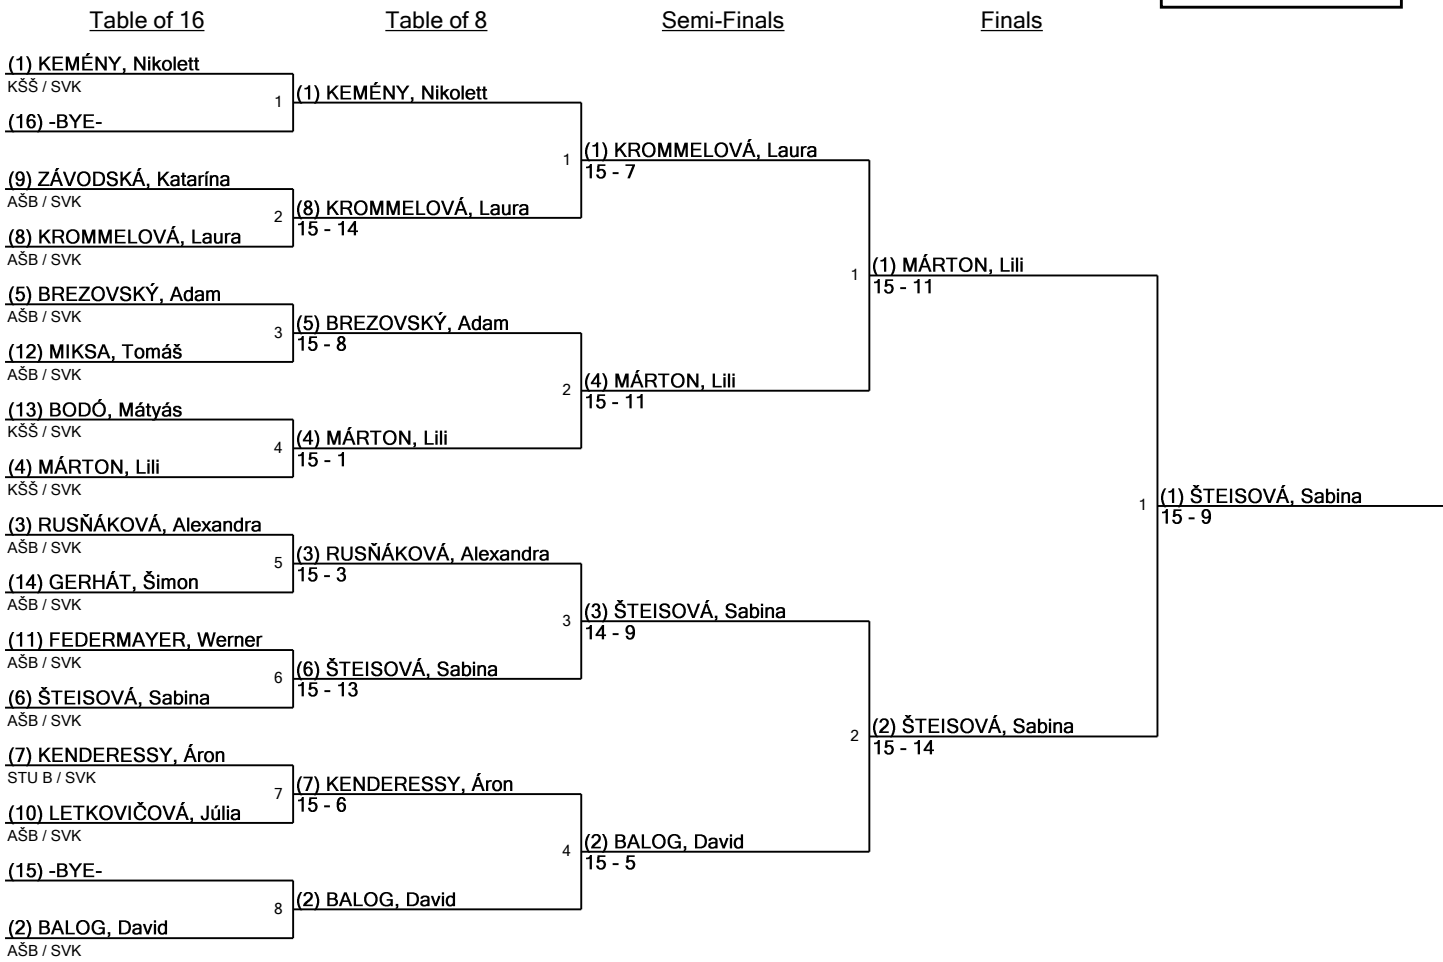 Table of 16
Table of 8
Semi-Finals
Finals
(1) KEMÉNY, Nikolett
KŠŠ / SVK
1
(16) -BYE-
(9) ZÁVODSKÁ, Katarína
AŠB / SVK
2
(8) KROMMELOVÁ, Laura
AŠB / SVK
(5) BREZOVSKÝ, Adam
AŠB / SVK
3
(12) MIKSA, Tomáš
AŠB / SVK
(13) BODÓ, Mátyás
KŠŠ / SVK
4
(4) MÁRTON, Lili
KŠŠ / SVK
(3) RUSŇÁKOVÁ, Alexandra
AŠB / SVK
5
(14) GERHÁT, Šimon
AŠB / SVK
(11) FEDERMAYER, Werner
AŠB / SVK
6
(6) ŠTEISOVÁ, Sabina
AŠB / SVK
(7) KENDERESSY, Áron
STU B / SVK
7
(10) LETKOVIČOVÁ, Júlia
AŠB / SVK
(15) -BYE-
8
(2) BALOG, David
AŠB / SVK
(1) KEMÉNY, Nikolett
1
(8) KROMMELOVÁ, Laura
15 - 14
(5) BREZOVSKÝ, Adam
15 - 8
2
(4) MÁRTON, Lili
15 - 1
(3) RUSŇÁKOVÁ, Alexandra
15 - 3
3
(6) ŠTEISOVÁ, Sabina
15 - 13
(7) KENDERESSY, Áron
15 - 6
4
(2) BALOG, David
(1) KROMMELOVÁ, Laura
15 - 7
1
(4) MÁRTON, Lili
15 - 11
(3) ŠTEISOVÁ, Sabina
14 - 9
2
(2) BALOG, David
15 - 5
(1) MÁRTON, Lili
15 - 11
1
(2) ŠTEISOVÁ, Sabina
15 - 14
(1) ŠTEISOVÁ, Sabina
15 - 9